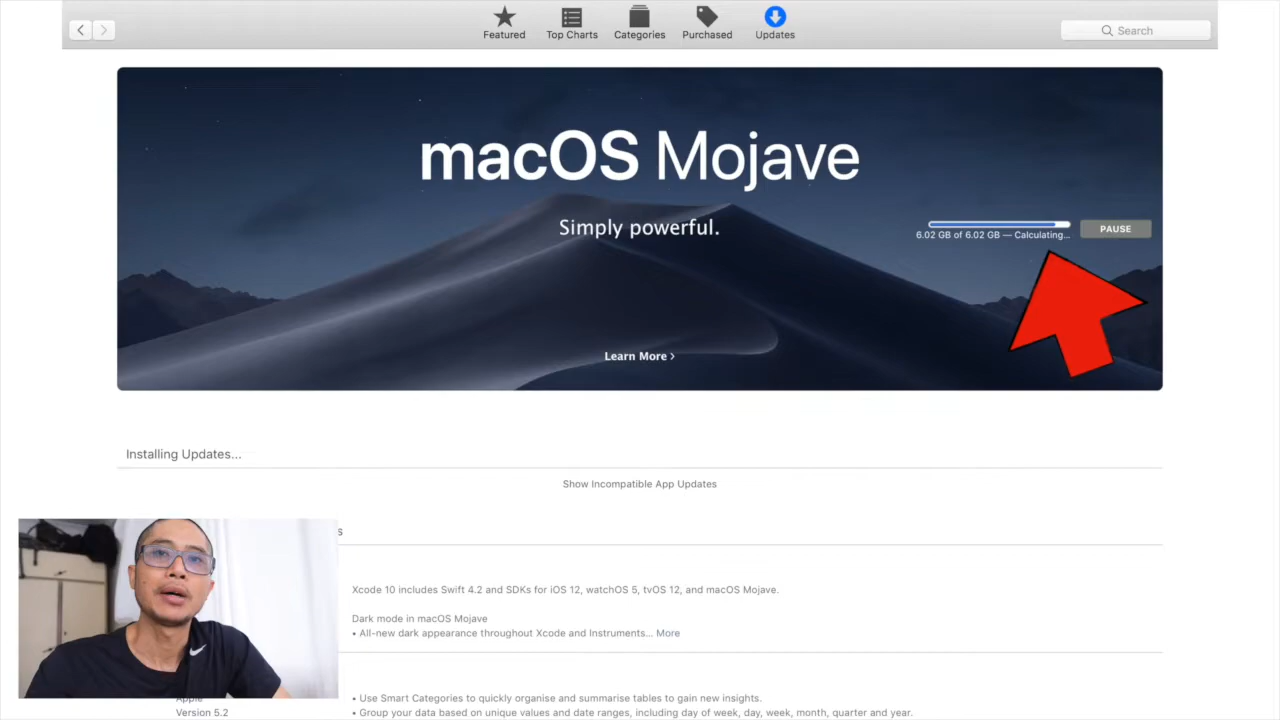 Featured
Top Charts
Categories
Purchased
Updates
Search
macOS Mojave
Simply powerful.
6.02 GB of 6.02 GB — Calculating...
PAUSE
Learn More >
Installing Updates...
Show Incompatible App Updates
s
Xcode 10 includes Swift 4.2 and SDKs for iOS 12, watchOS 5, tvOS 12, and macOS Mojave.
Dark mode in macOS Mojave
• All-new dark appearance throughout Xcode and Instruments... More
Apple
• Use Smart Categories to quickly organise and summarise tables to gain new insights.
Version 5.2
• Group your data based on unique values and date ranges, including day of week, day, week, month, quarter and year.